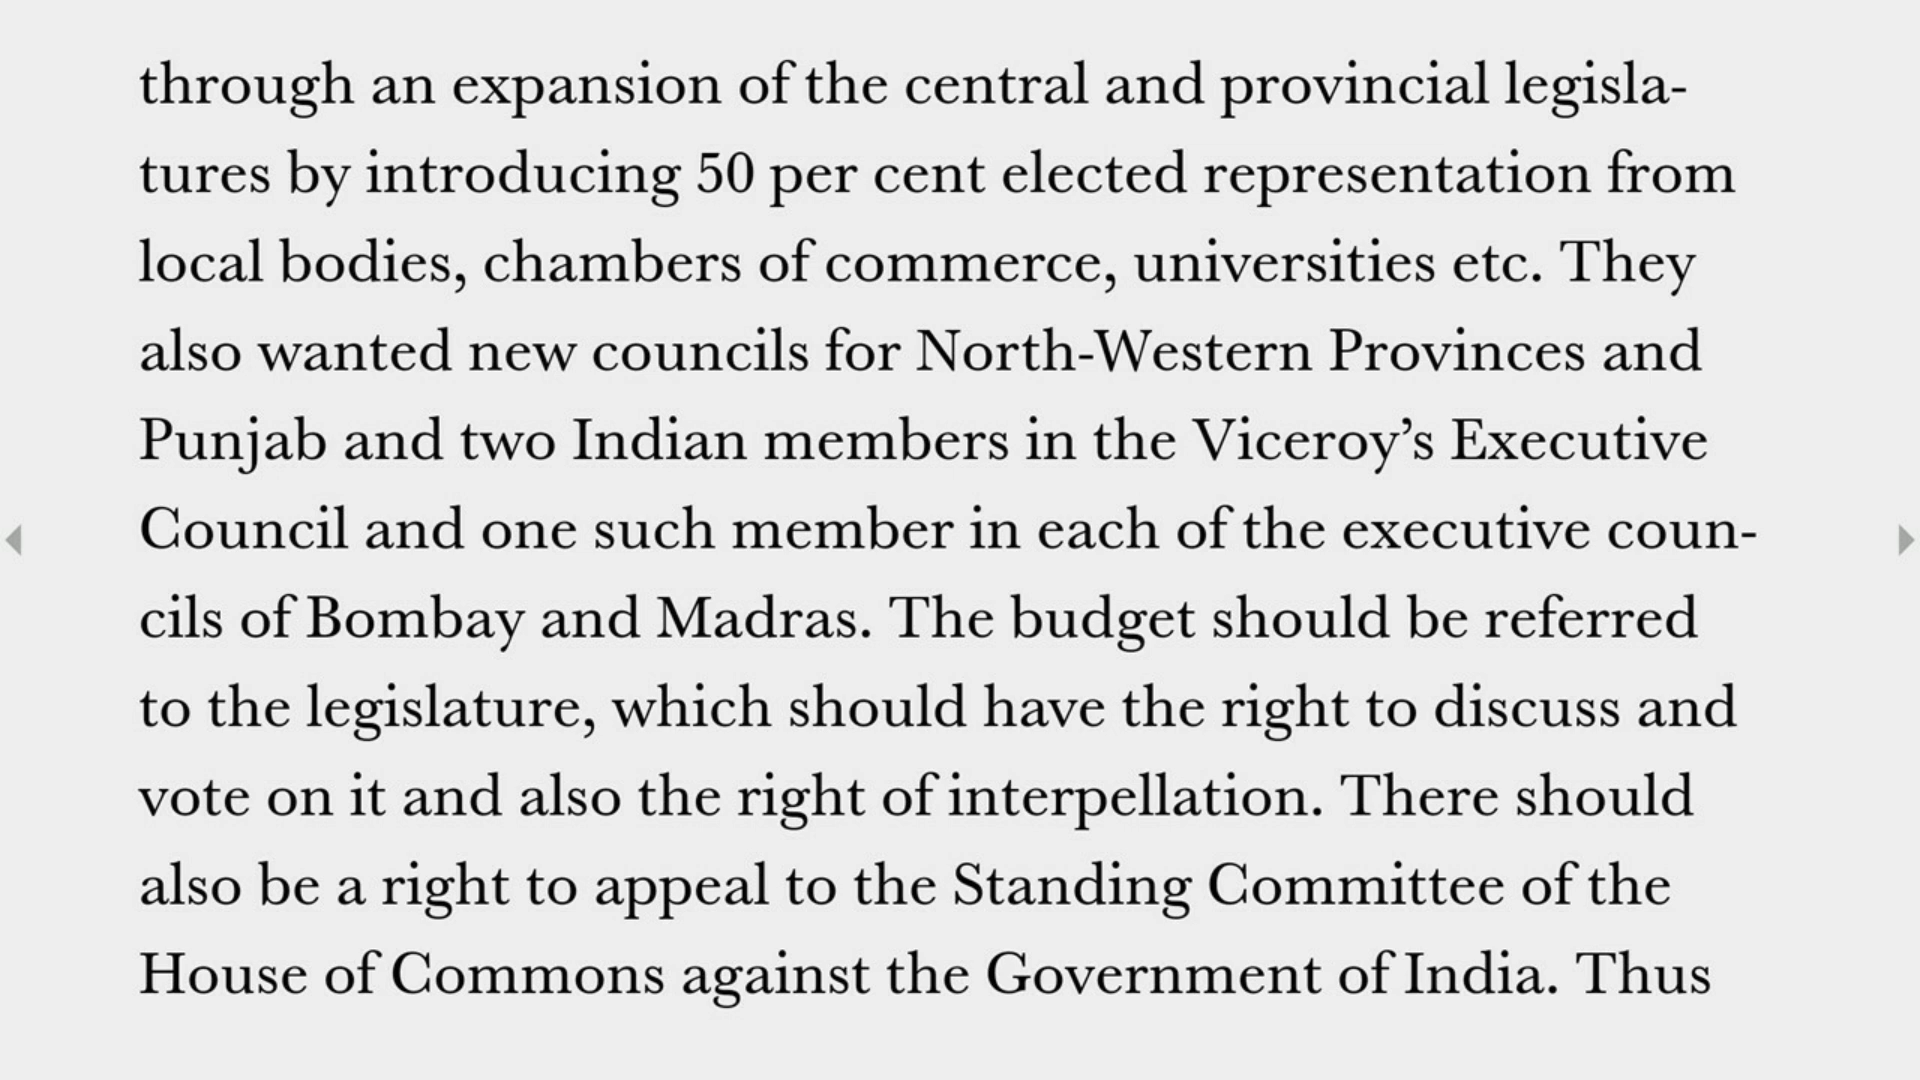 through an expansion of the central and provincial legisla-
tures by introducing 50 per cent elected representation from
local bodies, chambers of commerce, universities etc. They
also wanted new councils for North-Western Provinces and
Punjab and two Indian members in the Viceroy’s Executive
Council and one such member in each of the executive coun-
cils of Bombay and Madras. The budget should be referred
to the legislature, which should have the right to discuss and
vote on it and also the right of interpellation. There should
also be a right to appeal to the Standing Committee of the
House of Commons against the Government of India. Thus